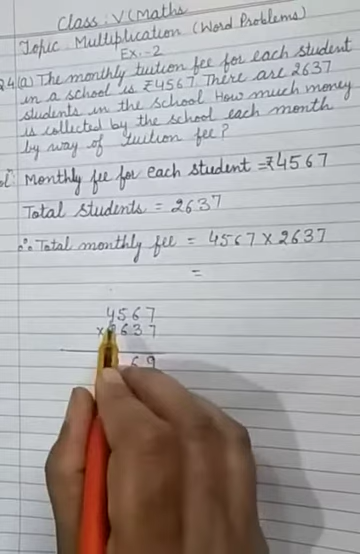 Class: V (Maths
Topic: Multiplication (Word Problems)
Ex.-2
Q4(a) The monthly tuition fee for each student
in a school is ₹4567. There are 2637
students in the school. How much money
is collected by the school each month
by way of tuition fee?
Monthly fee for each student = ₹4567
Total students = 2637
∴ Total monthly fee = 4567 × 2637
=
4567
× 2637
69